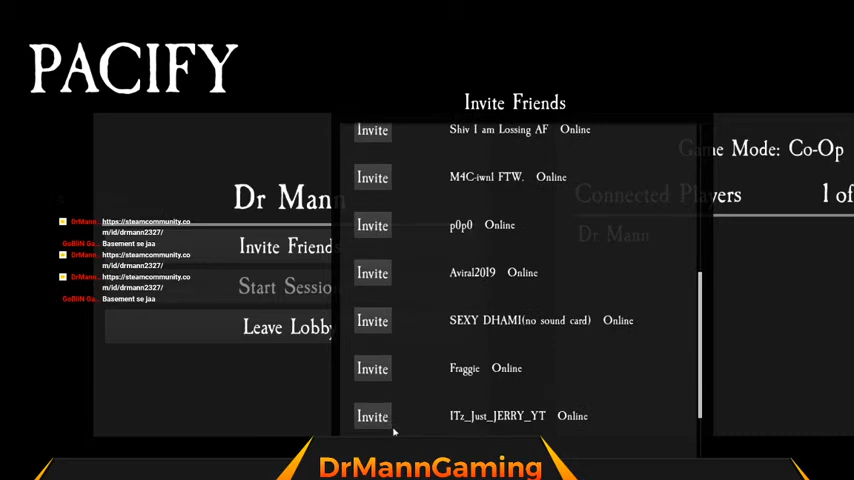 PACIFY
Invite Friends
Invite Shiv I am Lossing AF Online
Game Mode: Co-Op
Invite M4C-iwnl FTW. Online
Dr Mann
Connected Players 1 of
DrMann... https://steamcommunity.co
m/id/drmann2327/
Invite p0p0 Online
Dr Mann
GoBliN Ga... Basement se jaa
Invite Friends
DrMann... https://steamcommunity.co
m/id/drmann2327/
Invite Aviral2019 Online
DrMann... https://steamcommunity.co
m/id/drmann2327/
Start Sessio
GoBliN Ga... Basement se jaa
Invite SEXY DHAMI(no sound card) Online
Leave Lobby
Invite Fraggie Online
Invite ITz_Just_JERRY_YT Online
DrMannGaming